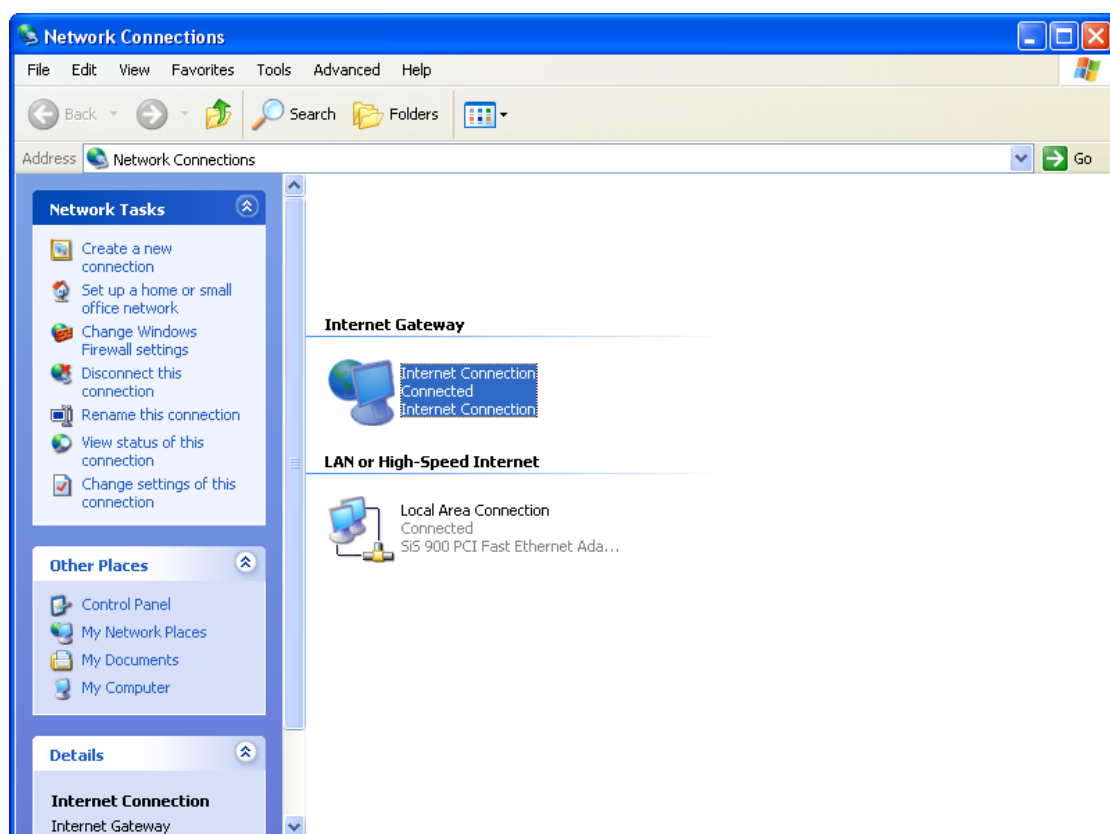 Network Connections
File Edit View Favorites Tools Advanced Help
Back Search Folders
Address Network Connections Go
Network Tasks
Create a new
connection
Set up a home or small
office network
Change Windows
Firewall settings
Disconnect this
connection
Rename this connection
View status of this
connection
Change settings of this
connection
Other Places
Control Panel
My Network Places
My Documents
My Computer
Details
Internet Connection
Internet Gateway
Internet Gateway
Internet Connection
Connected
Internet Connection
LAN or High-Speed Internet
Local Area Connection
Connected
SiS 900 PCI Fast Ethernet Ada...